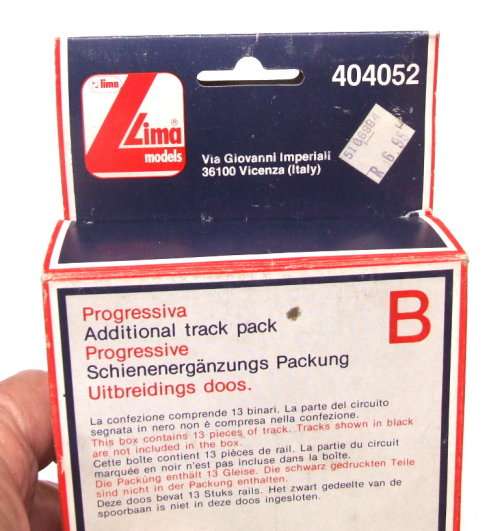 404052
lima
Lima®
models
Via Giovanni Imperiali
36100 Vicenza (Italy)
5106904
R 6.95
Progressiva
B
Additional track pack
Progressive
Schienenergänzungs Packung
Uitbreidings doos.
La confezione comprende 13 binari. La parte del circuito
segnata in nero non è compresa nella confezione.
This box contains 13 pieces of track. Tracks shown in black
are not included in the box.
Cette boîte contient 13 pièces de rail. La partie du circuit
marquée en noir n'est pas incluse dans la boîte.
Die Packung enthält 13 Gleise. Die schwarz gedruckten Teile
sind nicht in der Packung enthalten.
Deze doos bevat 13 Stuks rails. Het zwart gedeelte van de
spoorbaan is niet in deze doos ingesloten.